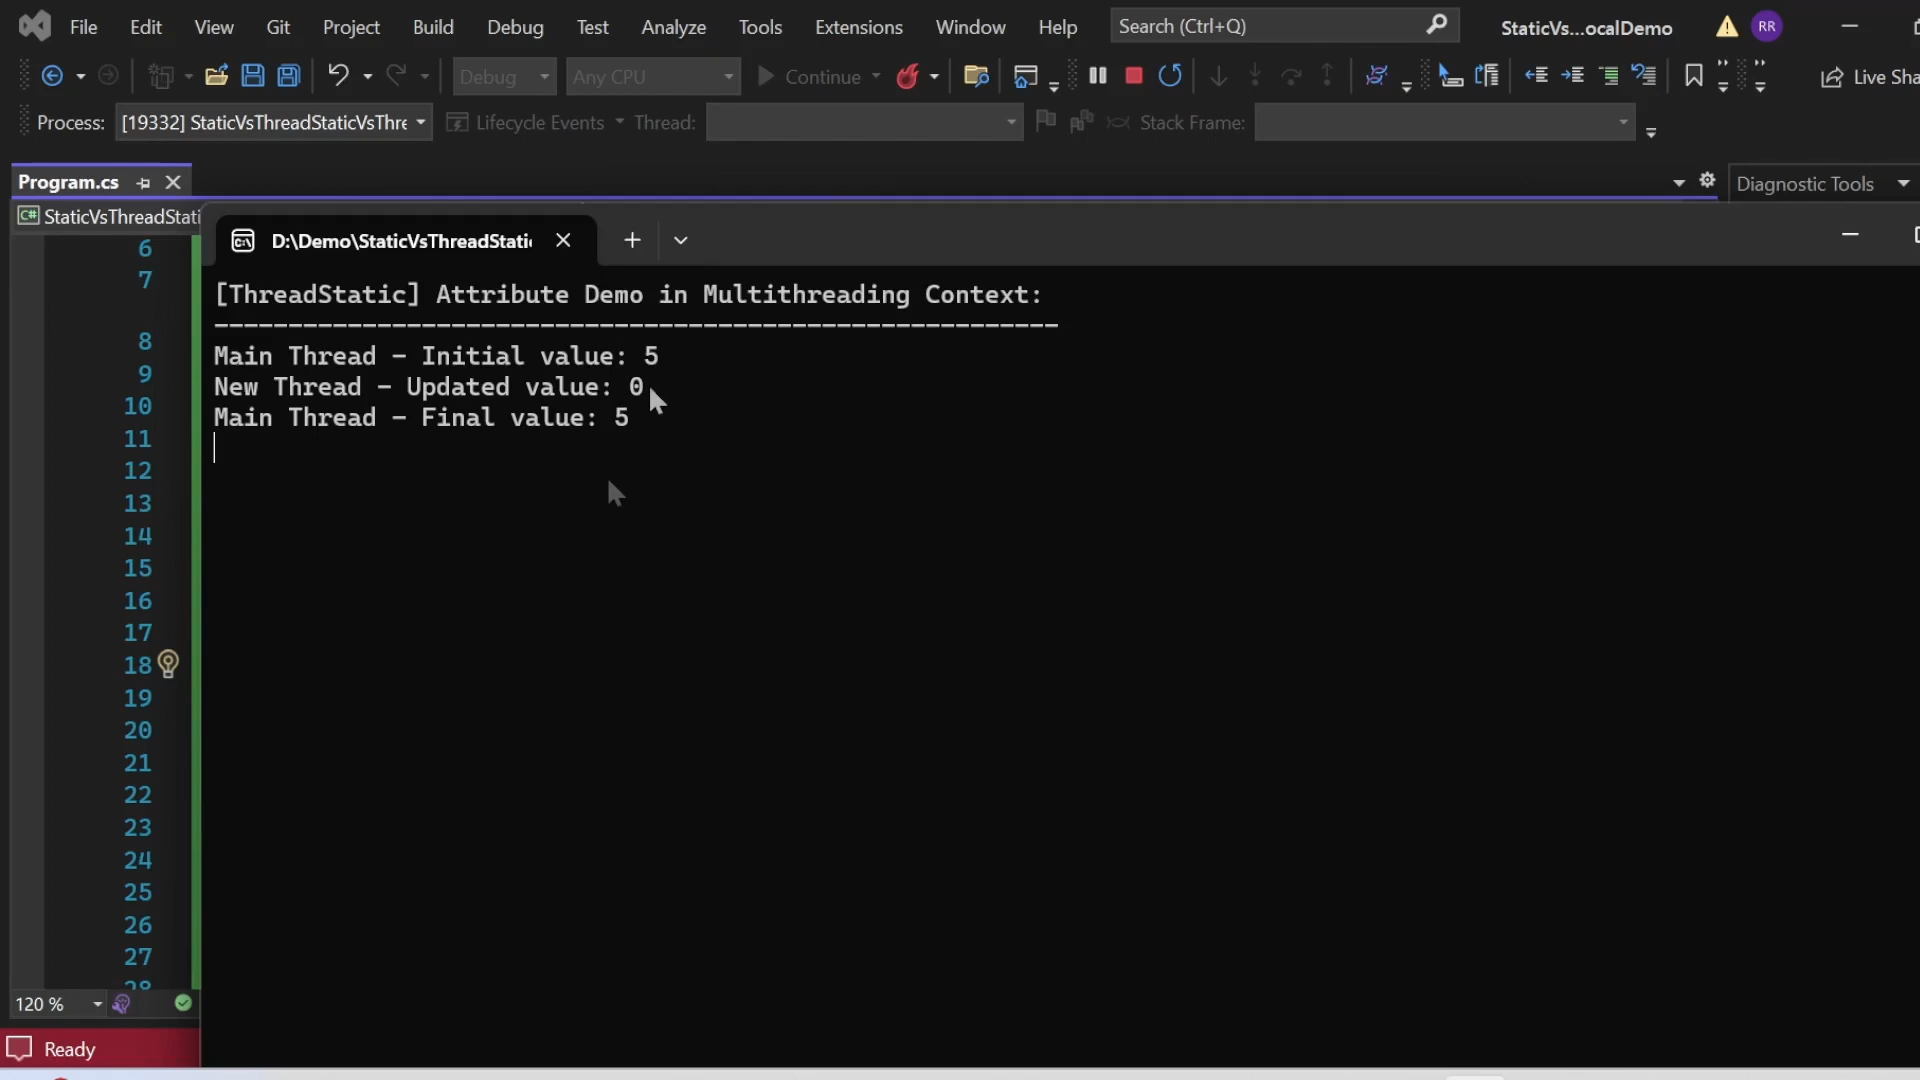 File Edit View Git Project Build Debug Test Analyze Tools Extensions Window Help Search (Ctrl+Q) StaticVs...ocalDemo RR
Debug Any CPU Continue Live Sha
Process: [19332] StaticVsThreadStaticVsThre Lifecycle Events Thread: Stack Frame:
Program.cs Diagnostic Tools
C# StaticVsThreadStati
D:\Demo\StaticVsThreadStati
6
7
8
9
10
11
12
13
14
15
16
17
18
19
20
21
22
23
24
25
26
27
28
[ThreadStatic] Attribute Demo in Multithreading Context:
---------------------------------------------------------
Main Thread - Initial value: 5
New Thread - Updated value: 0
Main Thread - Final value: 5
120 %
Ready